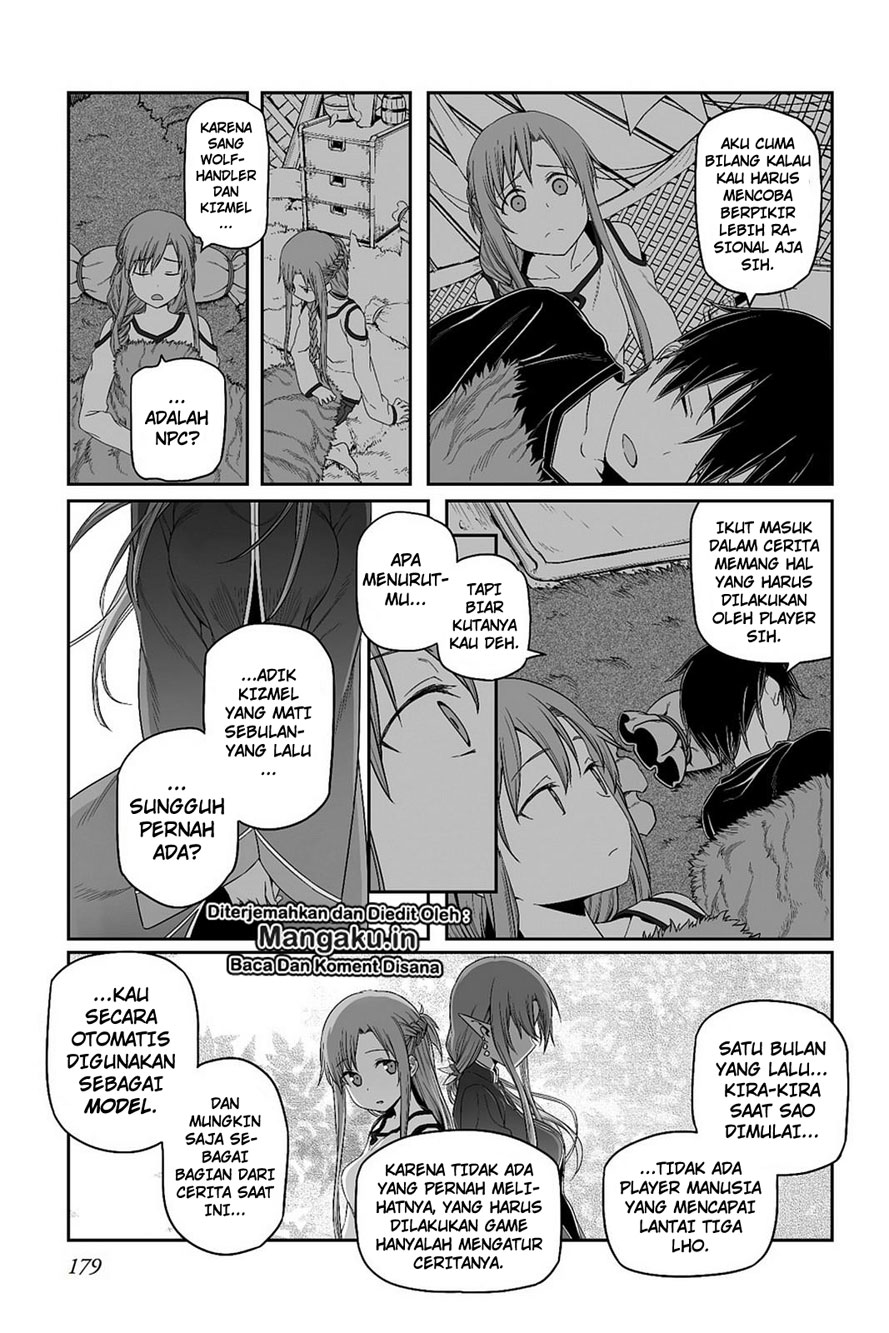 AKU CUMA
BILANG KALAU
KAU HARUS
MENCOBA
BERPIKIR
LEBIH RA-
SIONAL AJA
SIH.
KARENA
SANG
WOLF-
HANDLER
DAN
KIZMEL
...
...
ADALAH
NPC?
IKUT MASUK
DALAM CERITA
MEMANG HAL
YANG HARUS
DILAKUKAN
OLEH PLAYER
SIH.
TAPI
BIAR
KUTANYA
KAU DEH.
APA
MENURUT-
MU...
...ADIK
KIZMEL
YANG MATI
SEBULAN-
YANG LALU
...
...
SUNGGUH
PERNAH
ADA?
Diterjemahkan dan Diedit Oleh :
Mangaku.in
Baca Dan Koment Disana
SATU BULAN
YANG LALU...
KIRA-KIRA
SAAT SAO
DIMULAI...
...TIDAK ADA
PLAYER MANUSIA
YANG MENCAPAI
LANTAI TIGA
LHO.
KARENA TIDAK ADA
YANG PERNAH MELI-
HATNYA, YANG HARUS
DILAKUKAN GAME
HANYALAH MENGATUR
CERITANYA.
DAN
MUNGKIN
SAJA SE-
BAGAI
BAGIAN DARI
CERITA SAAT
INI...
...KAU
SECARA
OTOMATIS
DIGUNAKAN
SEBAGAI
MODEL.
179